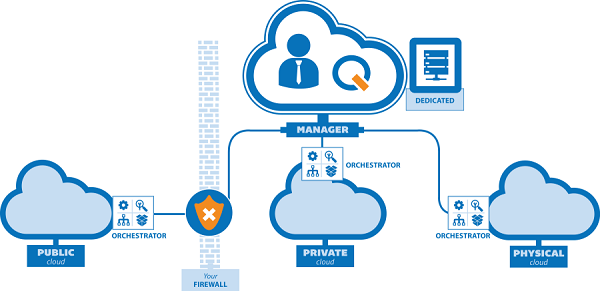 DEDICATED
MANAGER
ORCHESTRATOR
ORCHESTRATOR
ORCHESTRATOR
PUBLIC
cloud
PRIVATE
cloud
PHYSICAL
cloud
Your
FIREWALL